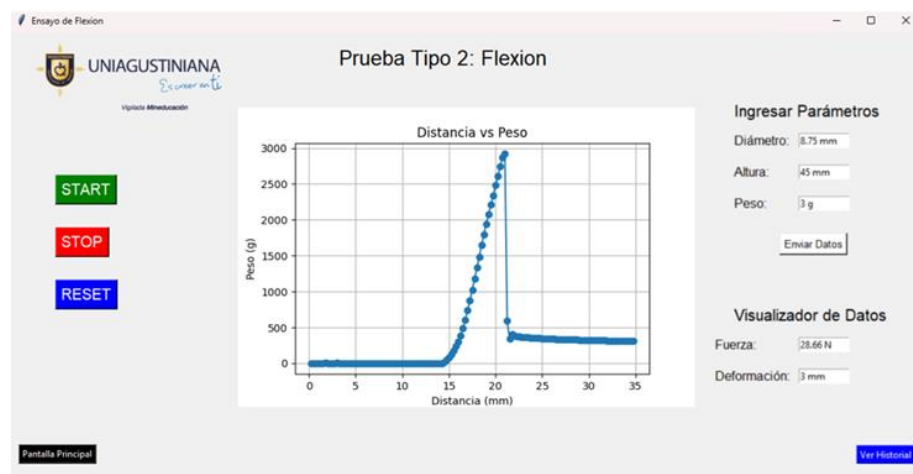 Ensayo de Flexion
UNIAGUSTINIANA
Vigilada Mineducación
Prueba Tipo 2: Flexion
START
STOP
RESET
Distancia vs Peso
Peso (g)
3000
2500
2000
1500
1000
500
0
0 5 10 15 20 25 30 35
Distancia (mm)
Ingresar Parámetros
Diámetro: 8.75 mm
Altura: 45 mm
Peso: 3 g
Enviar Datos
Visualizador de Datos
Fuerza: 28.66 N
Deformación: 3 mm
Pantalla Principal
Ver Historial